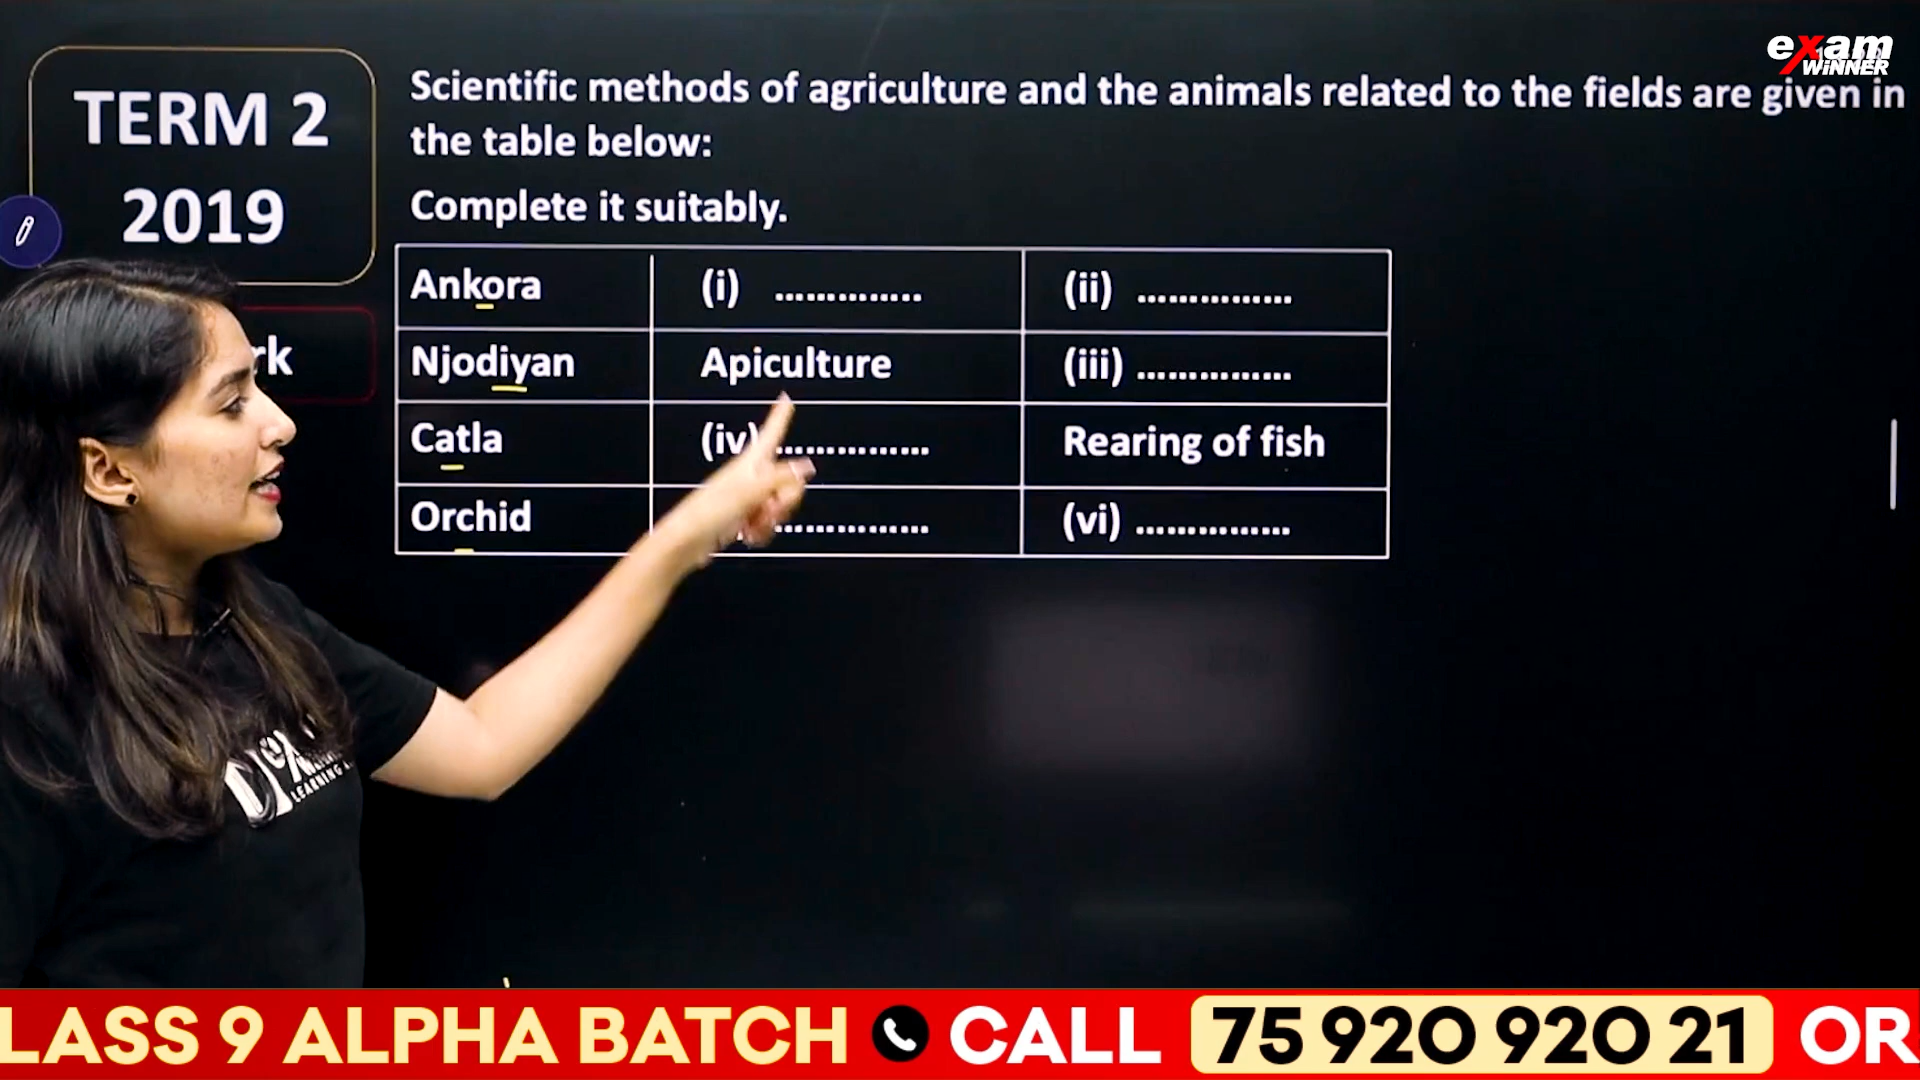 exam
WiNNER
TERM 2
2019
rk
Scientific methods of agriculture and the animals related to the fields are given in
the table below:
Complete it suitably.
Ankora (i) .............. (ii) ...............
Njodiyan Apiculture (iii) ...............
Catla (iv) ............... Rearing of fish
Orchid ............... (vi) ...............
LEARNING
LASS 9 ALPHA BATCH CALL 75 920 920 21 OR